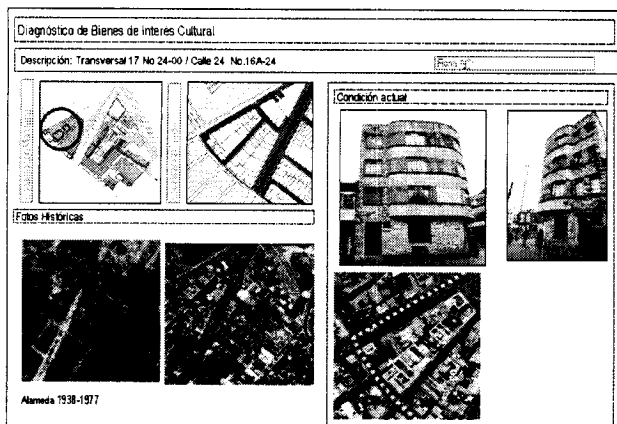 Diagnóstico de Bienes de Interés Cultural
Descripción: Transversal 17 No 24-00 / Calle 24 No.16A-24
Condición actual
Fotos Históricas
Alameda 1938-1977